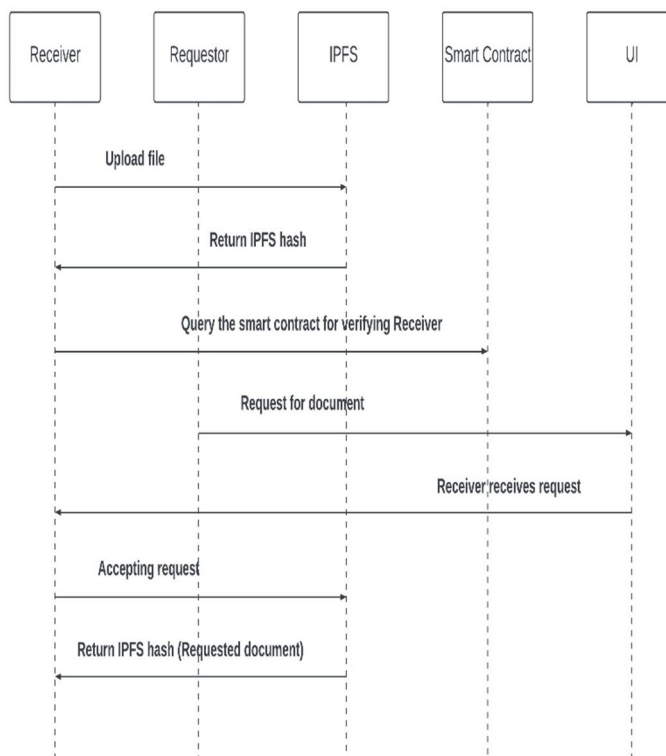 Receiver
Requestor
IPFS
Smart Contract
UI
Upload file
Return IPFS hash
Query the smart contract for verifying Receiver
Request for document
Receiver receives request
Accepting request
Return IPFS hash (Requested document)